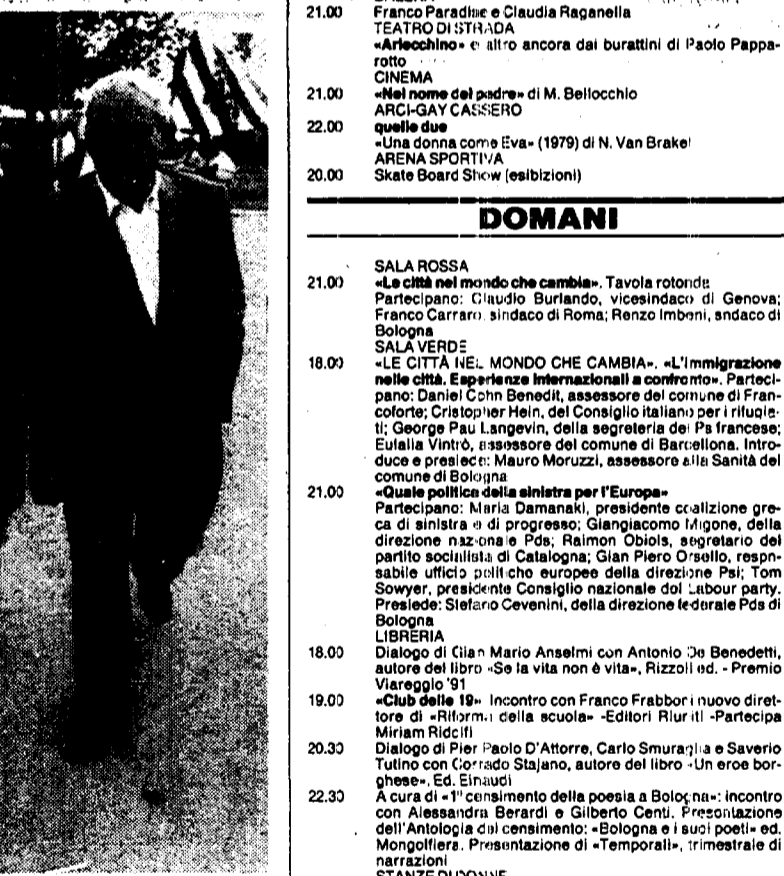 21.00 Franco Paradine e Claudia Raganella
TEATRO DI STRADA
«Arlecchino» e altro ancora dai burattini di Paolo Pappa-
rotto
CINEMA
21.00 «Nel nome del padre» di M. Bellocchio
ARCI-GAY CASSERO
22.00 quelle due
«Una donna come Eva» (1979) di N. Van Brakel
ARENA SPORTIVA
20.00 Skate Board Show (esibizioni)
DOMANI
SALA ROSSA
21.00 «Le città nel mondo che cambia». Tavola rotonda
Partecipano: Claudio Burlando, vicesindaco di Genova;
Franco Carraro, sindaco di Roma; Renzo Imbeni, sndaco di
Bologna
SALA VERDE
18.00 «LE CITTÀ NEL MONDO CHE CAMBIA». «L'Immigrazione
nelle città. Esperienze internazionali a confronto». Parteci-
pano: Daniel Cohn Benedit, assessore del comune di Fran-
coforte; Cristopher Hein, del Consiglio italiano per i rifugia-
ti; George Pau Langevin, della segreteria del Ps francese;
Eutalia Vintrò, assessore del comune di Barcellona. Intro-
duce e presiede: Mauro Moruzzi, assessore alla Sanità del
comune di Bologna
21.00 «Quale politica della sinistra per l'Europa»
Partecipano: Maria Damanaki, presidente coalizione gre-
ca di sinistra e di progresso; Giangiacomo Migone, della
direzione nazionale Pds; Raimon Obiols, segretario del
partito socialista di Catalogna; Gian Piero Orsello, respn-
sabile ufficio politiche europee della direzione Psi; Tom
Sowyer, presidente Consiglio nazionale del Labour party.
Presiede: Stefano Cevenini, della direzione federale Pds di
Bologna
LIBRERIA
18.00 Dialogo di Gian Mario Anselmi con Antonio De Benedetti,
autore del libro «Se la vita non è vita», Rizzoli ed. - Premio
Viareggio '91
19.00 «Club delle 19» Incontro con Franco Frabboni nuovo diret-
tore di «Riforma della scuola» -Editori Riuniti -Partecipa
Miriam Ridolfi
20.30 Dialogo di Pier Paolo D'Attorre, Carlo Smuraglia e Saverio
Tutino con Corrado Stajano, autore del libro «Un eroe bor-
ghese», Ed. Einaudi
22.30 A cura di «1° censimento della poesia a Bologna»: incontro
con Alessandra Berardi e Gilberto Centi. Presentazione
dell'Antologia del censimento: «Bologna e i suoi poeti» ed.
Mongolfiera. Presentazione di «Temporali», trimestrale di
narrazioni